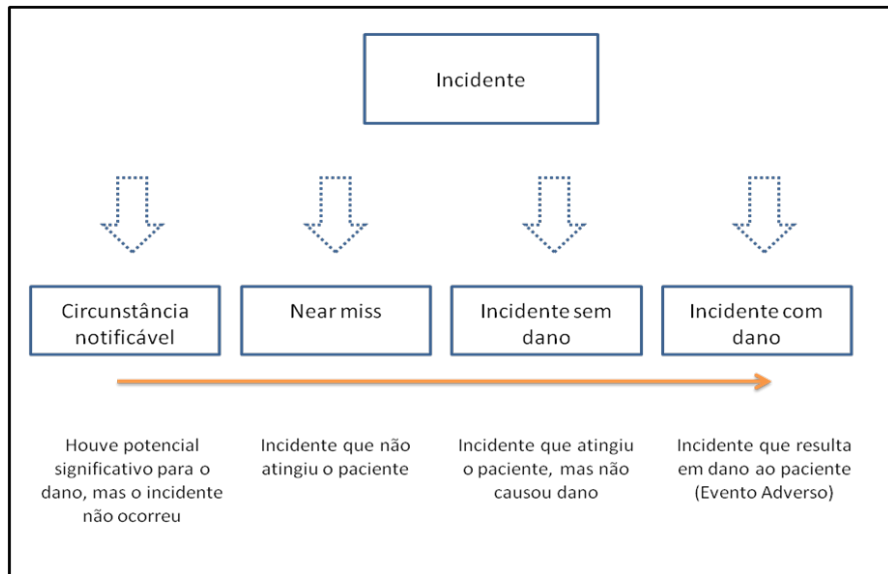 Incidente
Circunstância
notificável
Near miss
Incidente sem
dano
Incidente com
dano
Houve potencial
significativo para o
dano, mas o incidente
não ocorreu
Incidente que não
atingiu o paciente
Incidente que atingiu
o paciente, mas não
causou dano
Incidente que resulta
em dano ao paciente
(Evento Adverso)